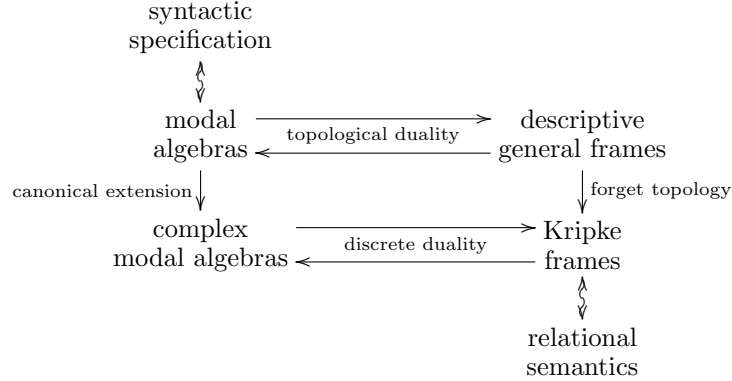 syntactic
specification
modal
algebras
topological duality
descriptive
general frames
canonical extension
forget topology
complex
modal algebras
discrete duality
Kripke
frames
relational
semantics